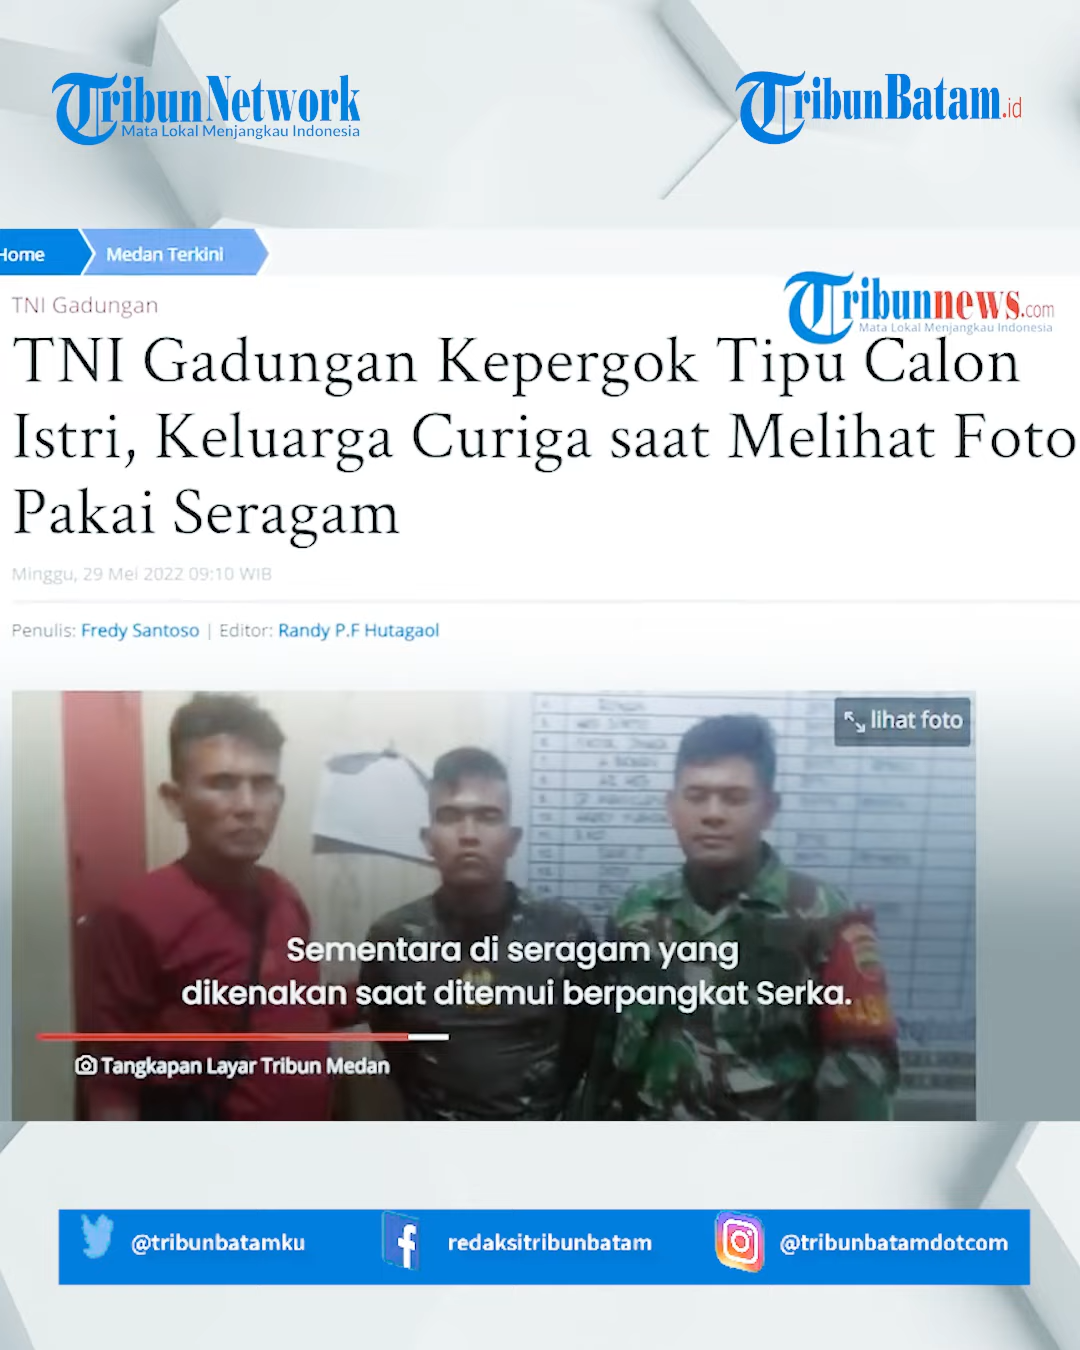 Tribun Network
Mata Lokal Menjangkau Indonesia
TribunBatam.id
Home
Medan Terkini
TNI Gadungan
Tribunnews.com
Mata Lokal Menjangkau Indonesia
TNI Gadungan Kepergok Tipu Calon
Istri, Keluarga Curiga saat Melihat Foto
Pakai Seragam
Minggu, 29 Mei 2022 09:10 WIB
Penulis: Fredy Santoso | Editor: Randy P.F Hutagaol
lihat foto
Sementara di seragam yang
dikenakan saat ditemui berpangkat Serka.
Tangkapan Layar Tribun Medan
@tribunbatamku
redaksitribunbatam
@tribunbatamdotcom